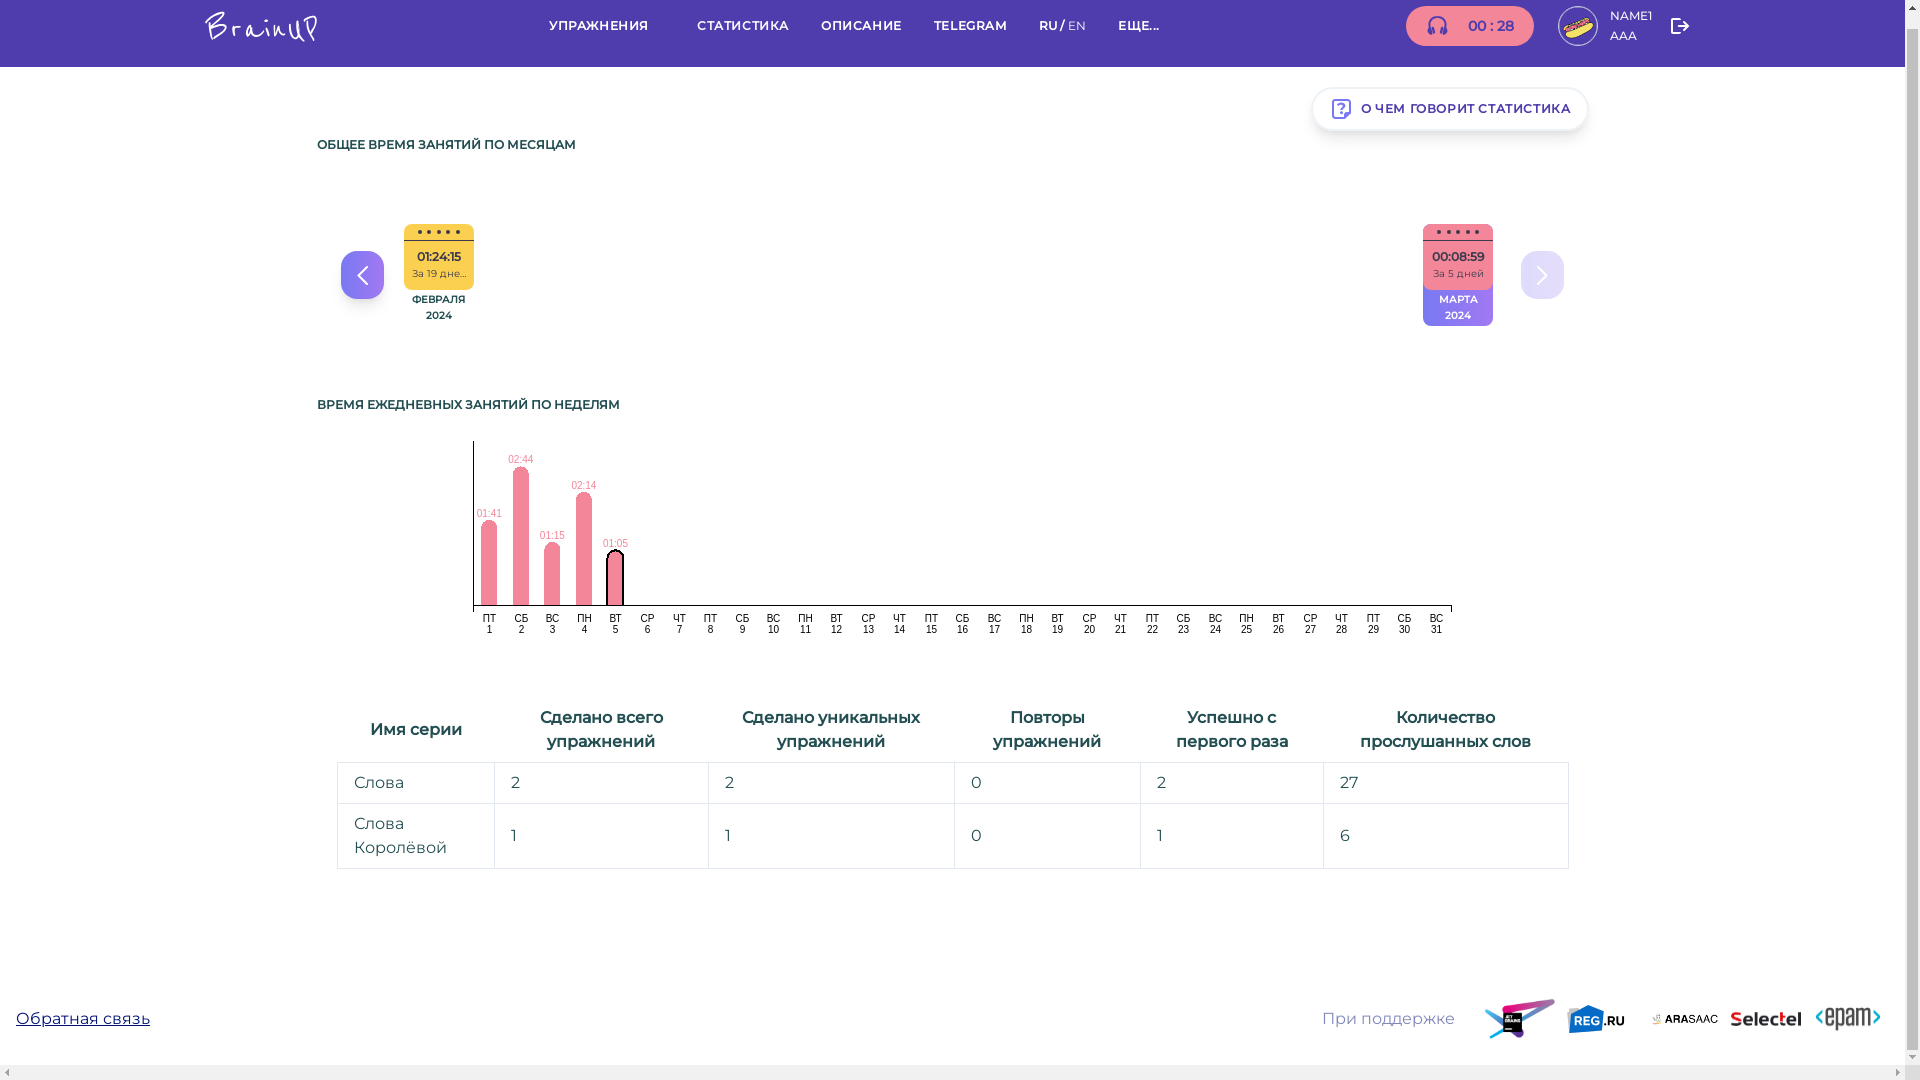 BrainUP
УПРАЖНЕНИЯ СТАТИСТИКА ОПИСАНИЕ TELEGRAM RU / EN ЕЩЕ...
00 : 28
NAME1
AAA
О ЧЕМ ГОВОРИТ СТАТИСТИКА
ОБЩЕЕ ВРЕМЯ ЗАНЯТИЙ ПО МЕСЯЦАМ
01:24:15
За 19 дне...
ФЕВРАЛЯ
2024
00:08:59
За 5 дней
МАРТА
2024
ВРЕМЯ ЕЖЕДНЕВНЫХ ЗАНЯТИЙ ПО НЕДЕЛЯМ
01:41 02:44 01:15 02:14 01:05
ПТ СБ ВС ПН ВТ СР ЧТ ПТ СБ ВС ПН ВТ СР ЧТ ПТ СБ ВС ПН ВТ СР ЧТ ПТ СБ ВС ПН ВТ СР ЧТ ПТ СБ ВС
1 2 3 4 5 6 7 8 9 10 11 12 13 14 15 16 17 18 19 20 21 22 23 24 25 26 27 28 29 30 31
Имя серии Сделано всего упражнений Сделано уникальных упражнений Повторы упражнений Успешно с первого раза Количество прослушанных слов
Слова 2 2 0 2 27
Слова Королёвой 1 1 0 1 6
Обратная связь
При поддержке
JET BRAINS
REG.RU
ARASAAC
Selectel
<epam>